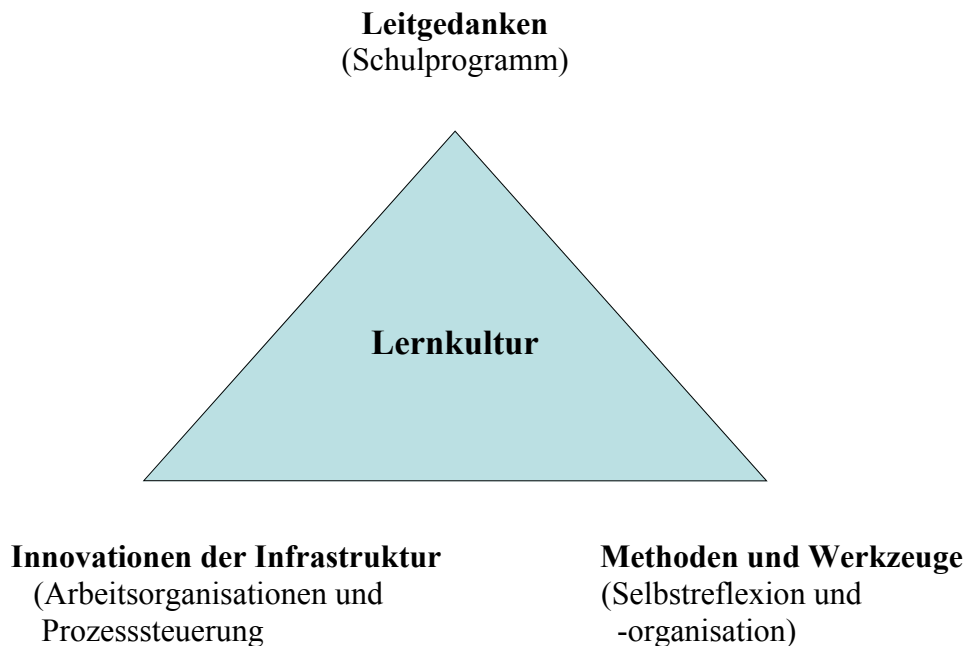 Leitgedanken
(Schulprogramm)
Lernkultur
Innovationen der Infrastruktur
(Arbeitsorganisationen und
Prozesssteuerung
Methoden und Werkzeuge
(Selbstreflexion und
-organisation)